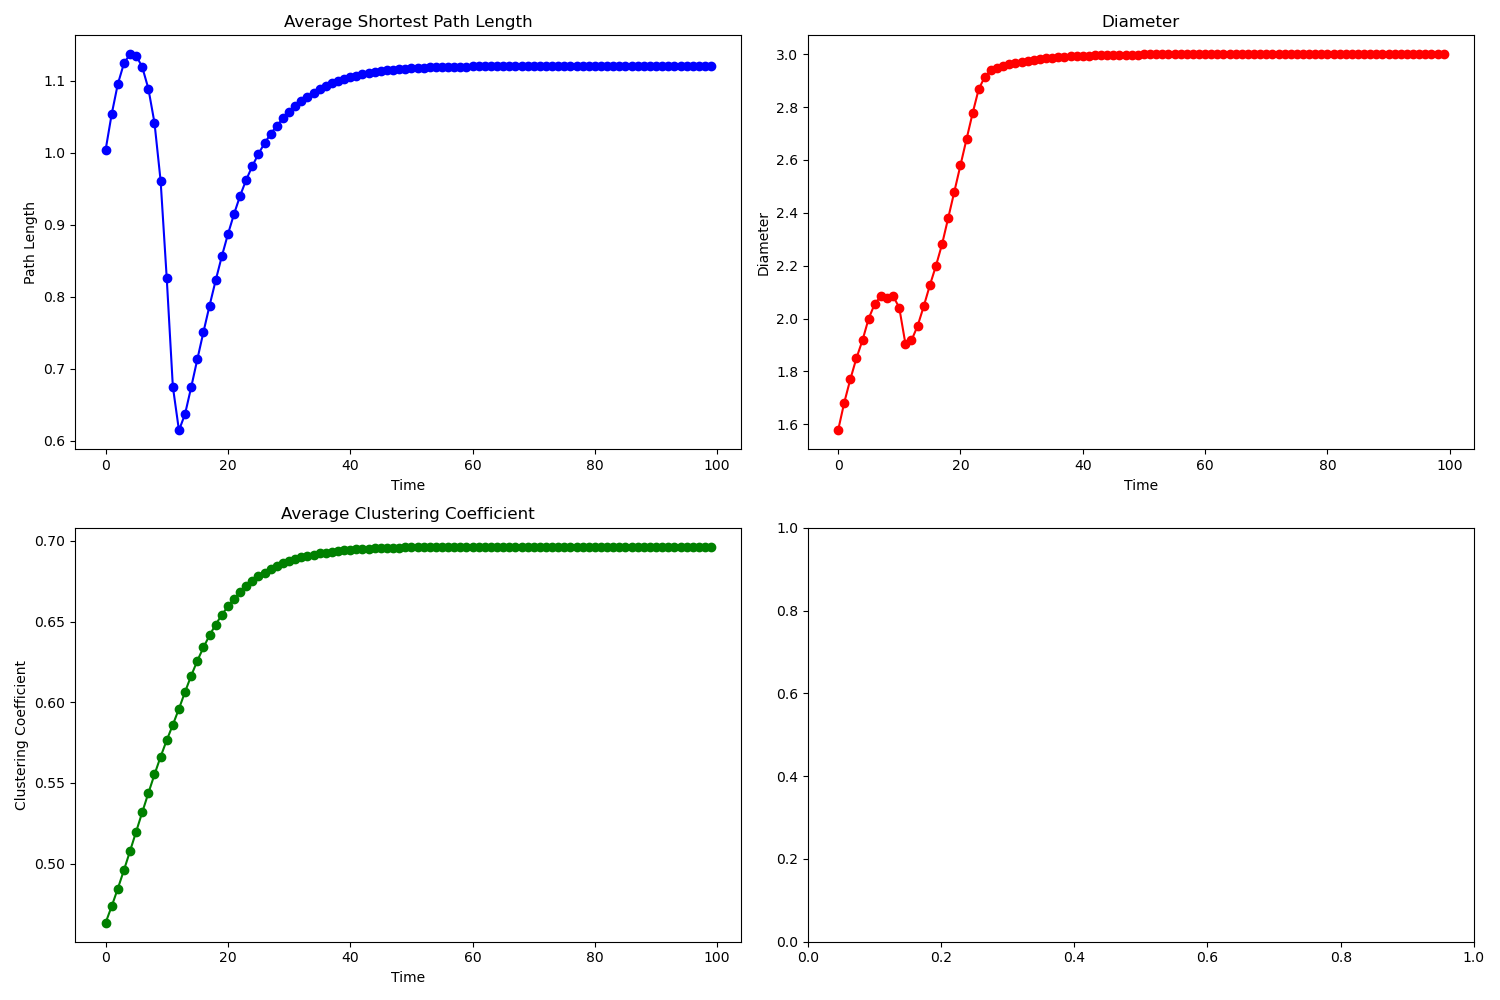 Average Shortest Path Length
Path Length
1.1
1.0
0.9
0.8
0.7
0.6
0 20 40 60 80 100
Time
Diameter
Diameter
3.0
2.8
2.6
2.4
2.2
2.0
1.8
1.6
0 20 40 60 80 100
Time
Average Clustering Coefficient
Clustering Coefficient
0.70
0.65
0.60
0.55
0.50
0 20 40 60 80 100
Time
1.0
0.8
0.6
0.4
0.2
0.0
0.0 0.2 0.4 0.6 0.8 1.0